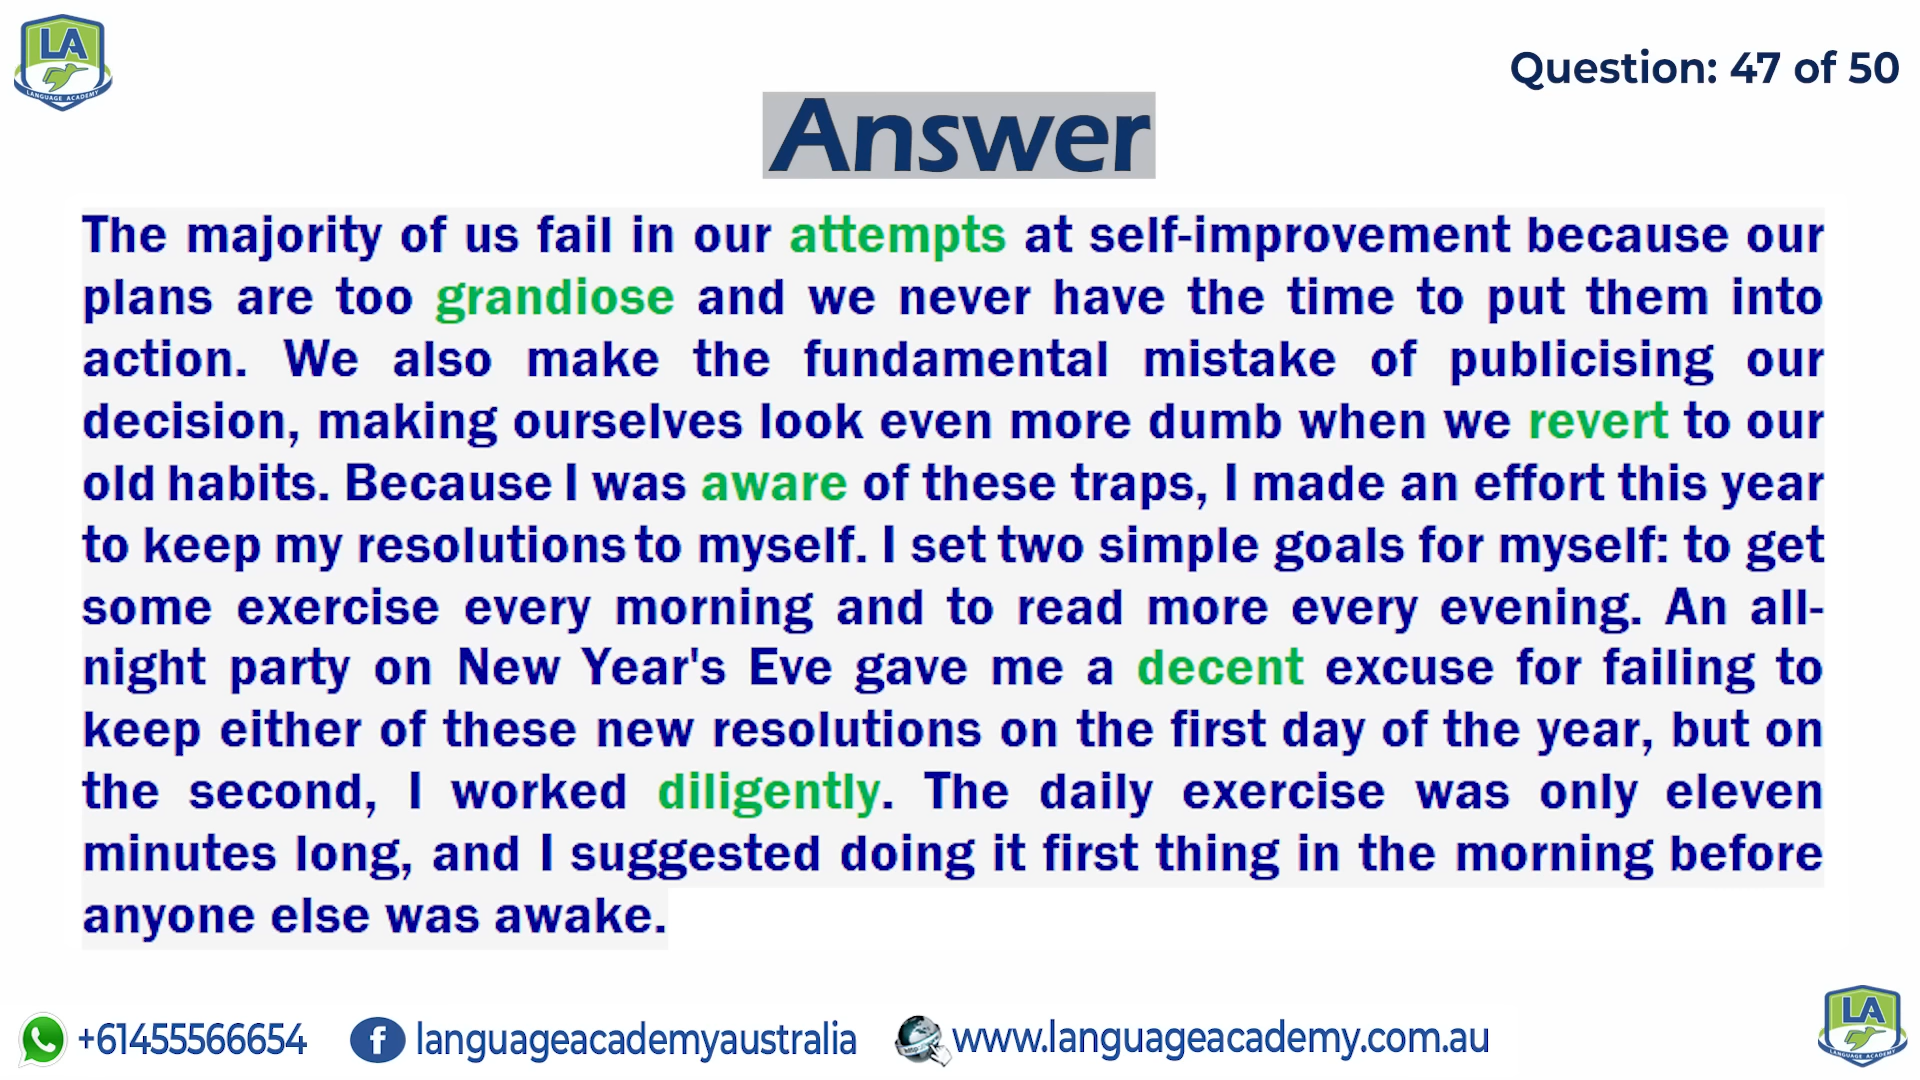 LA
LANGUAGE ACADEMY
Question: 47 of 50
Answer
The majority of us fail in our attempts at self-improvement because our
plans are too grandiose and we never have the time to put them into
action. We also make the fundamental mistake of publicising our
decision, making ourselves look even more dumb when we revert to our
old habits. Because I was aware of these traps, I made an effort this year
to keep my resolutions to myself. I set two simple goals for myself: to get
some exercise every morning and to read more every evening. An all-
night party on New Year's Eve gave me a decent excuse for failing to
keep either of these new resolutions on the first day of the year, but on
the second, I worked diligently. The daily exercise was only eleven
minutes long, and I suggested doing it first thing in the morning before
anyone else was awake.
+61455566654 languageacademyaustralia www.languageacademy.com.au
LA
LANGUAGE ACADEMY